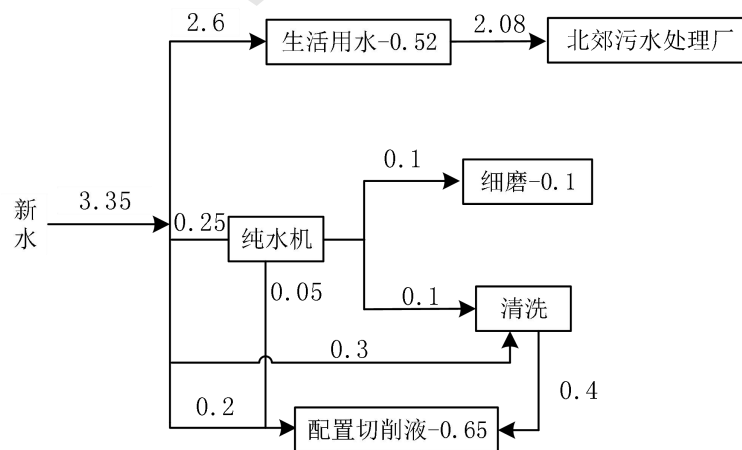 2.6
生活用水-0.52
2.08
北郊污水处理厂
0.1
细磨-0.1
3.35
新
水
0.25
纯水机
0.05
0.1
清洗
0.3
0.4
0.2
配置切削液-0.65